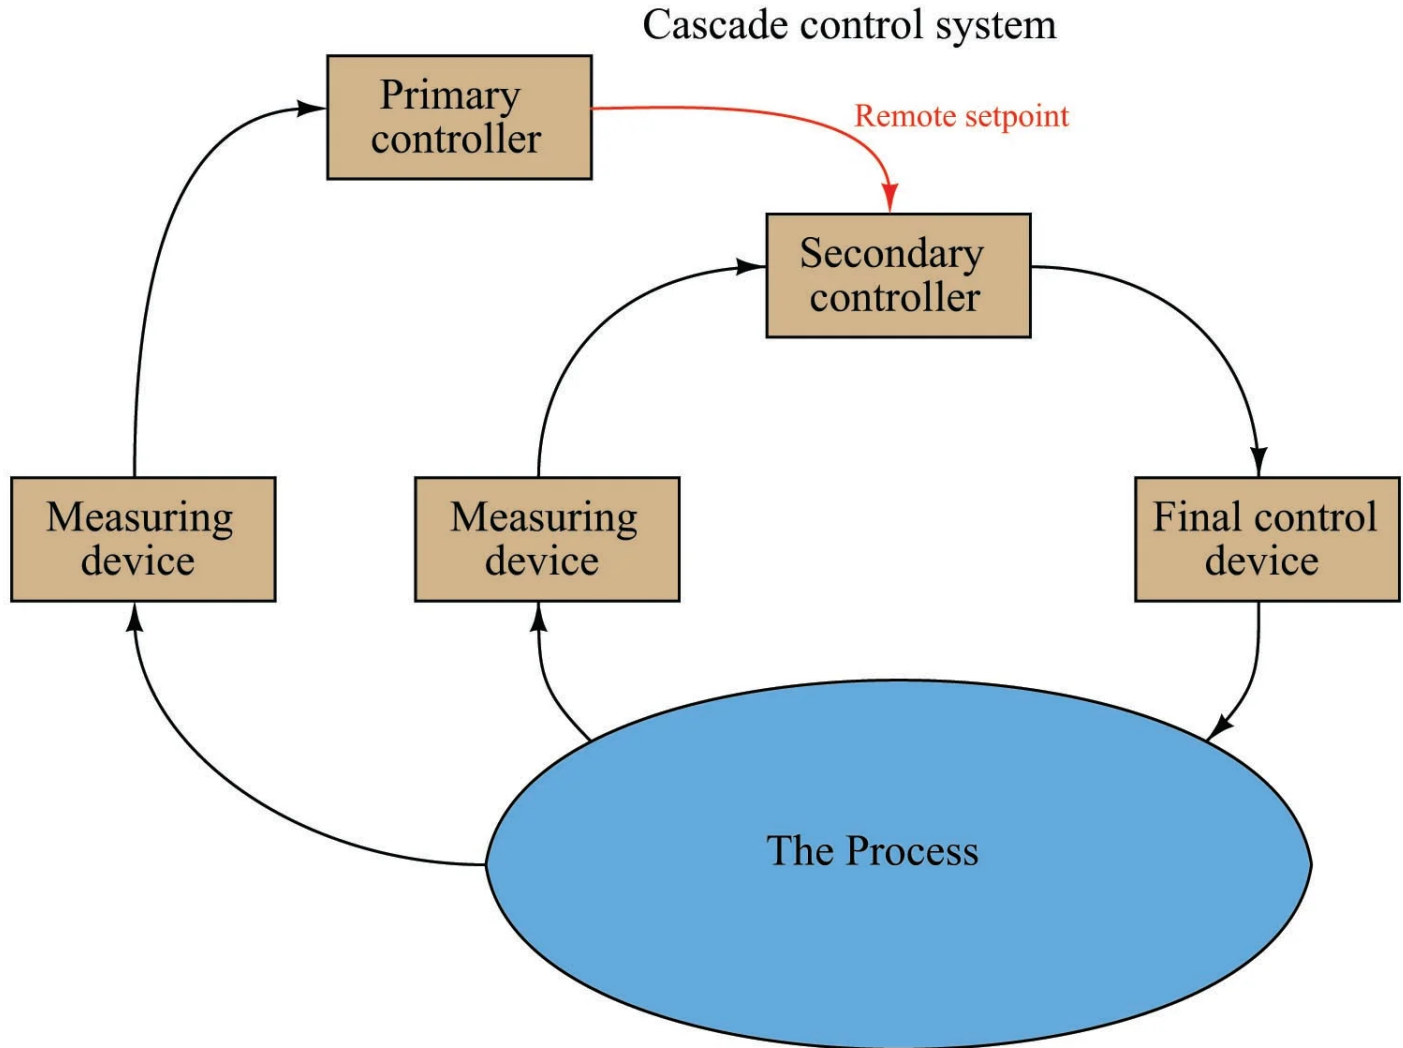 Cascade control system
Primary
controller
Remote setpoint
Secondary
controller
Measuring
device
Measuring
device
Final control
device
The Process